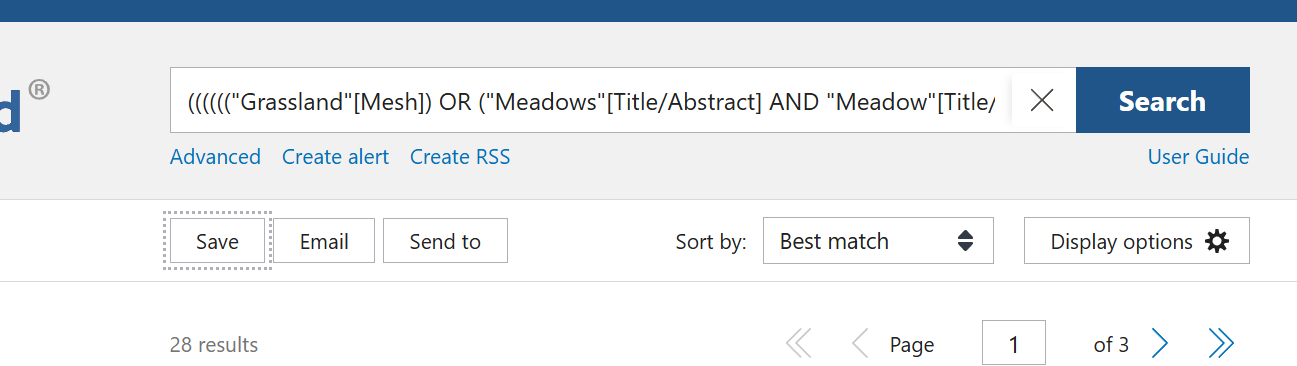 d®
(((((("Grassland"[Mesh]) OR ("Meadows"[Title/Abstract] AND "Meadow"[Title/
Search
Advanced Create alert Create RSS User Guide
Save Email Send to Sort by: Best match Display options
28 results Page 1 of 3